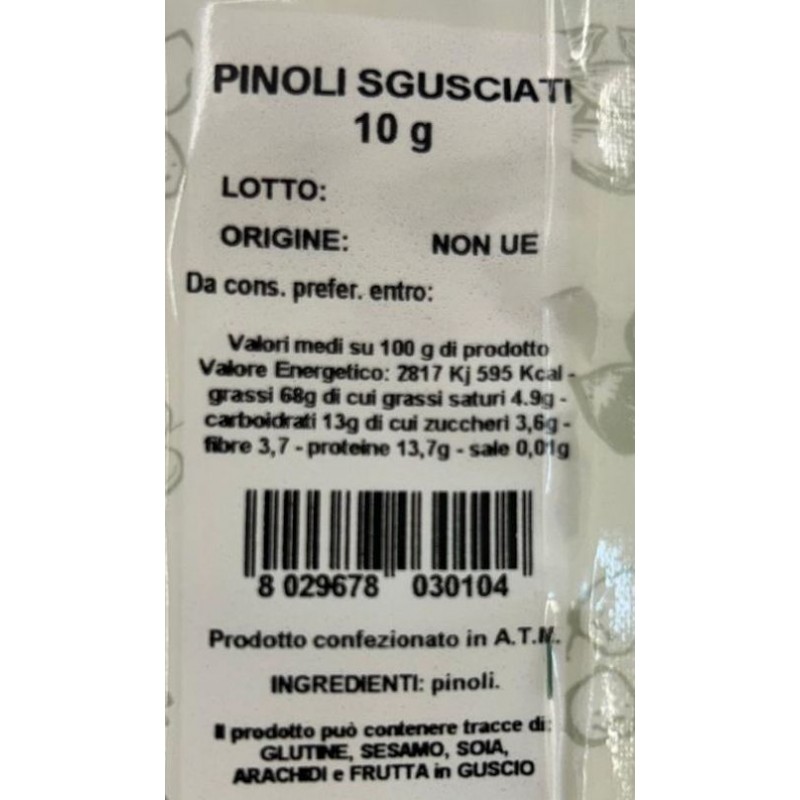 PINOLI SGUSCIATI
10 g
LOTTO:
ORIGINE: NON UE
Da cons. prefer. entro:
Valori medi su 100 g di prodotto
Valore Energetico: 2817 Kj 595 Kcal -
grassi 68g di cui grassi saturi 4.9g -
carboidrati 13g di cui zuccheri 3,6g -
fibre 3,7 - proteine 13,7g - sale 0,01g
8 029678 030104
Prodotto confezionato in A.T.M.
INGREDIENTI: pinoli.
Il prodotto può contenere tracce di:
GLUTINE, SESAMO, SOIA,
ARACHIDI e FRUTTA in GUSCIO